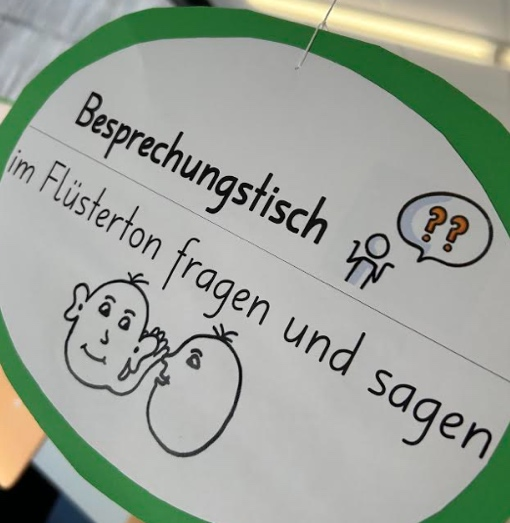 Besprechungstisch
??
im Flüsterton fragen und sagen